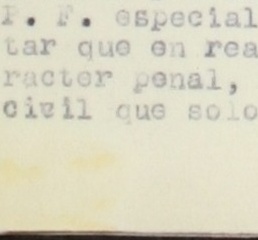 P. F. especial
tar que en rea
racter penal,
civil que solo